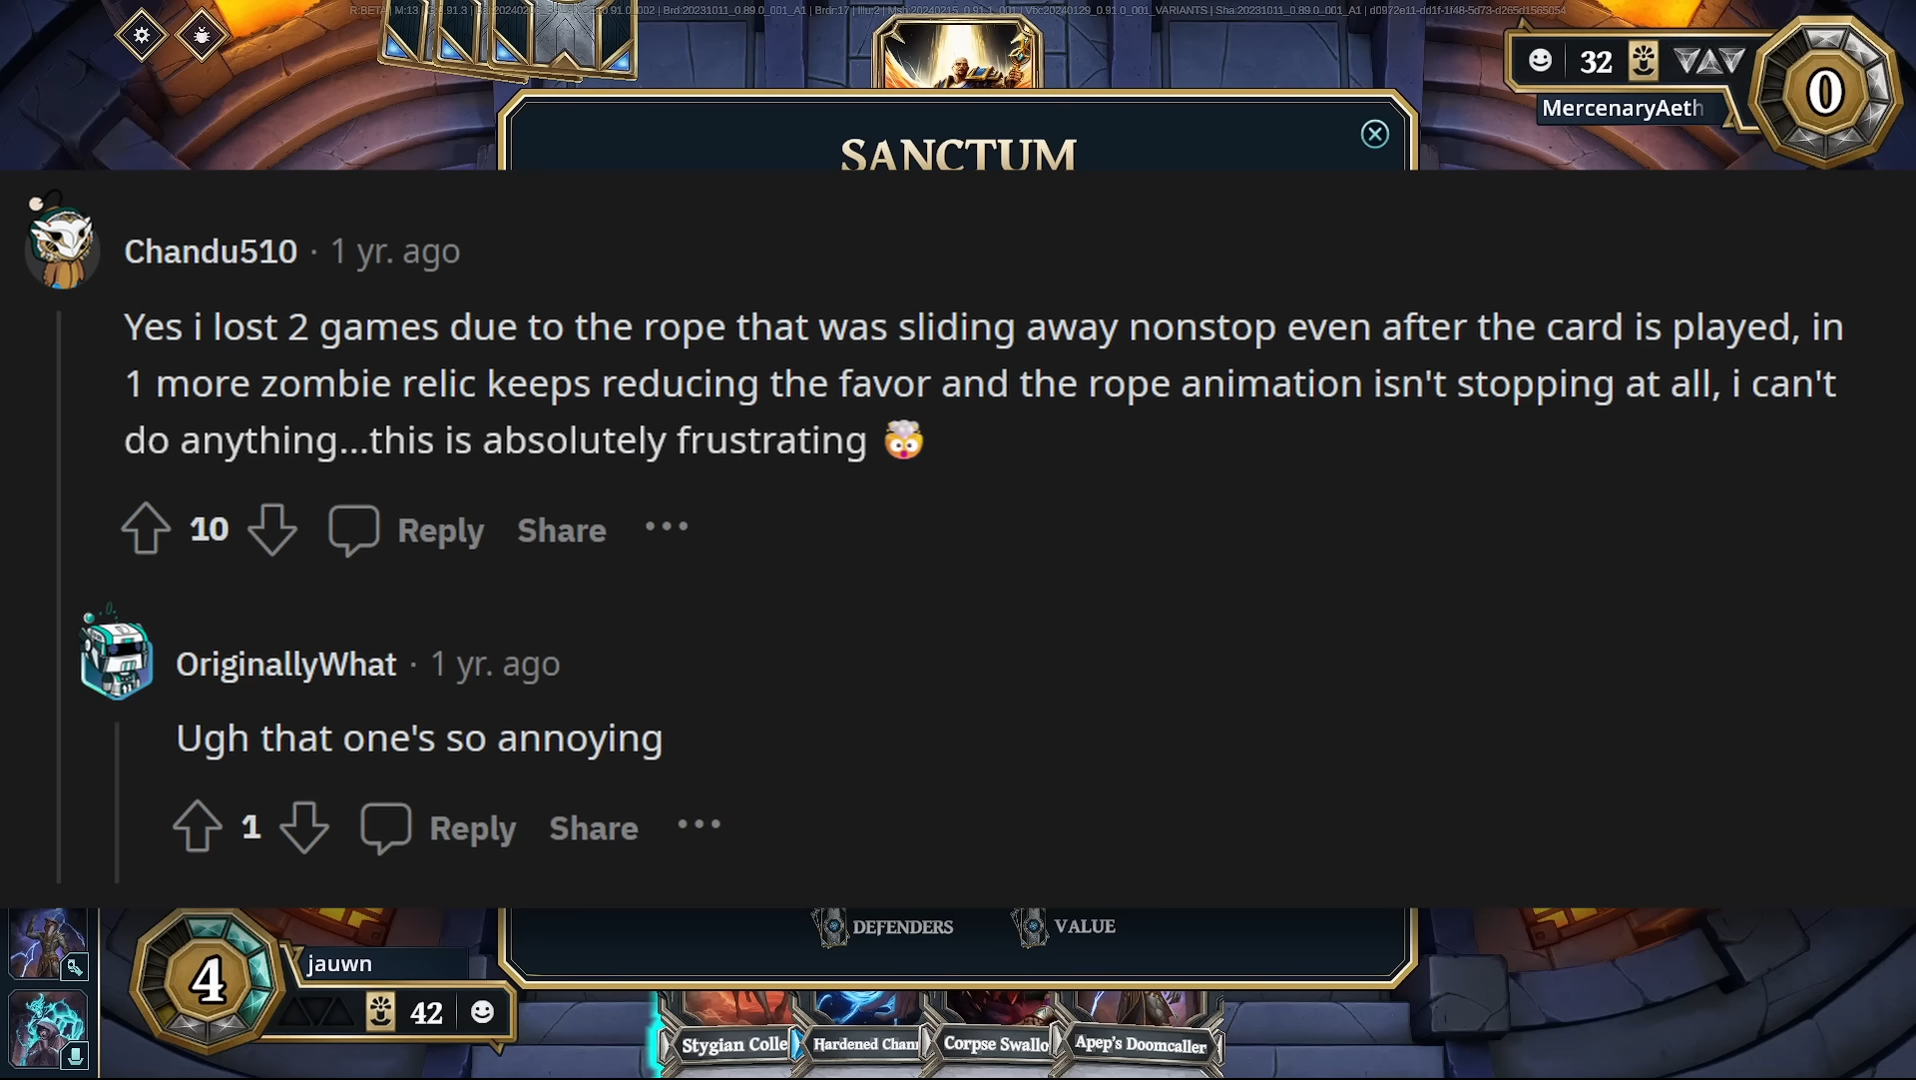 32
MercenaryAeth
0
SANCTUM
Chandu510 · 1 yr. ago
Yes i lost 2 games due to the rope that was sliding away nonstop even after the card is played, in
1 more zombie relic keeps reducing the favor and the rope animation isn't stopping at all, i can't
do anything...this is absolutely frustrating 🤯
10 Reply Share ...
OriginallyWhat · 1 yr. ago
Ugh that one's so annoying
1 Reply Share ...
DEFENDERS VALUE
4
jauwn
42
Stygian Colle Hardened Chan Corpse Swallo Apep's Doomcaller